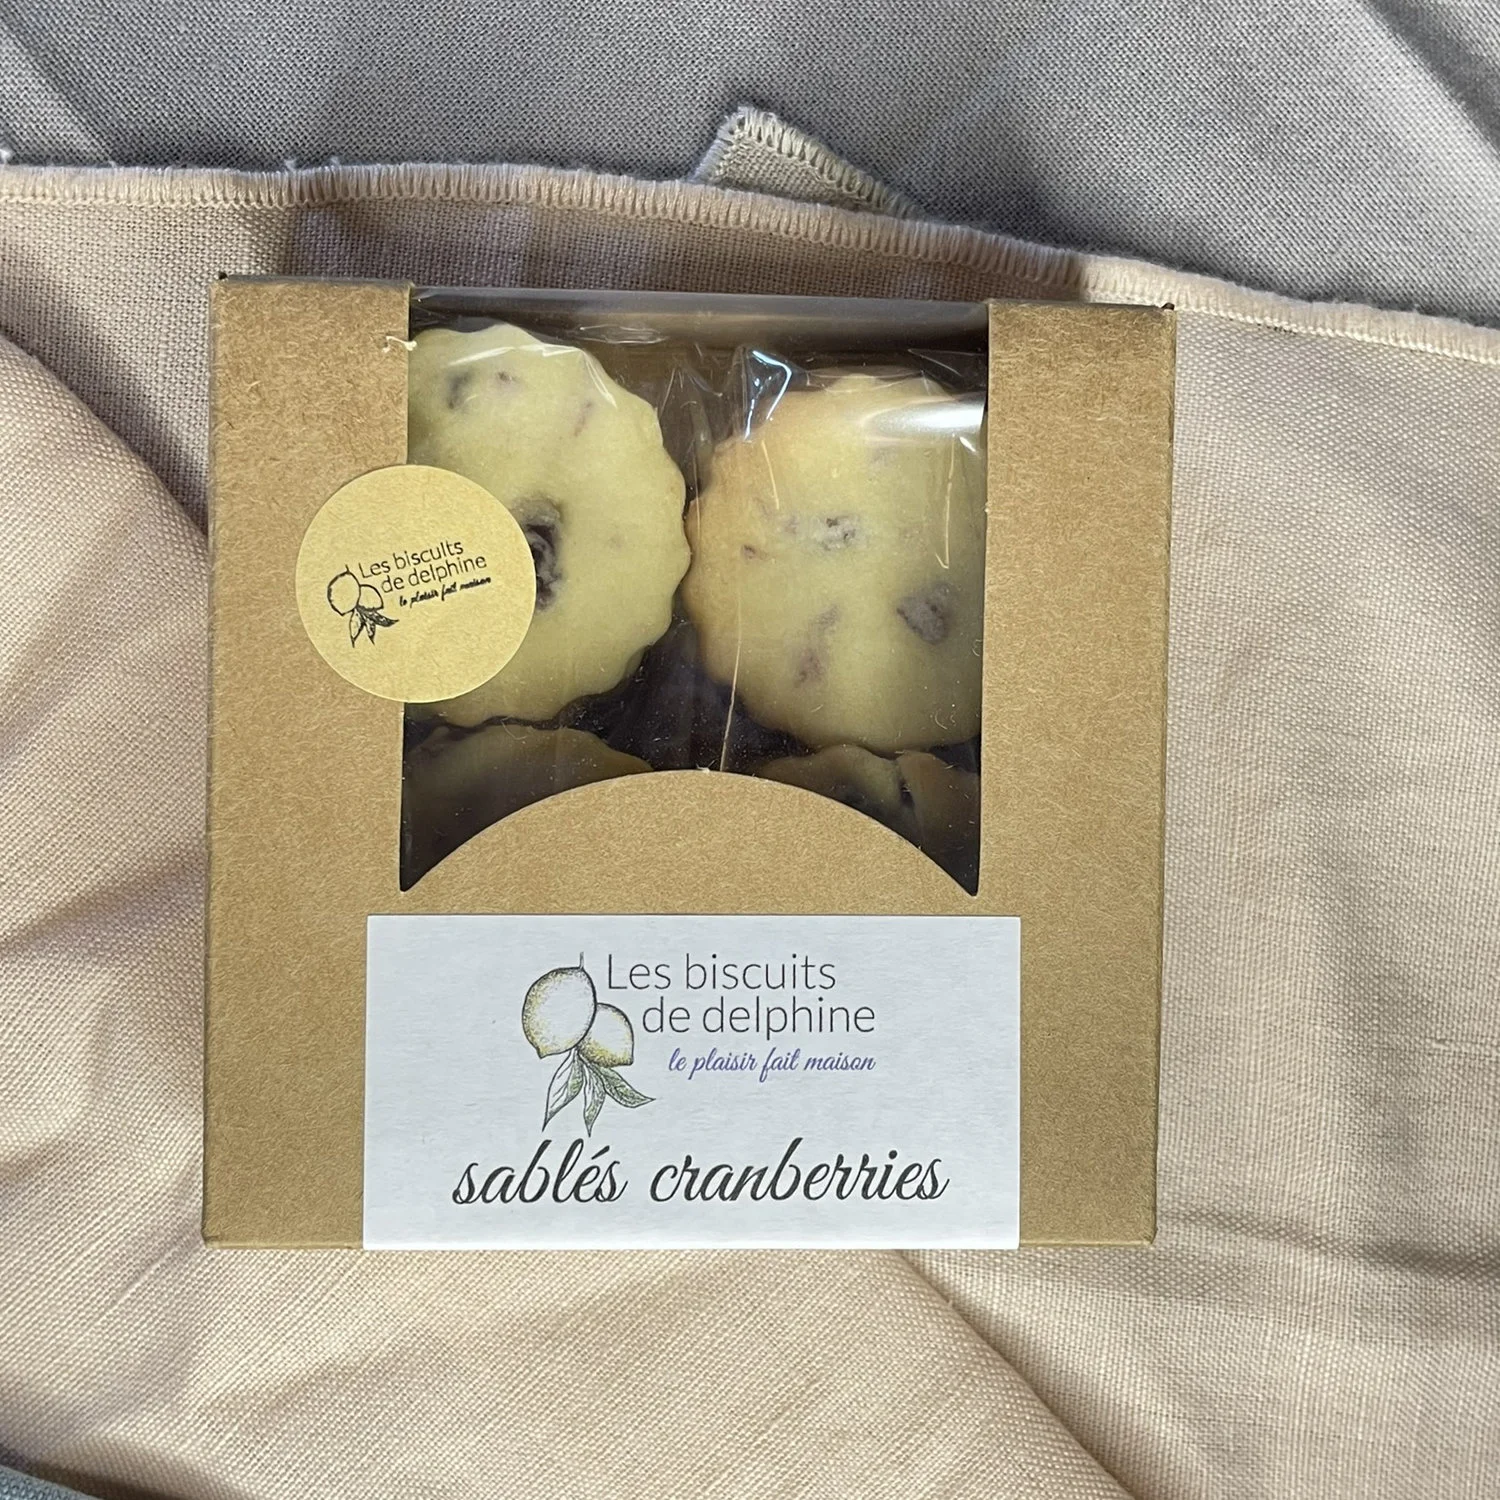 Les biscuits
de delphine
le plaisir fait maison
Les biscuits
de delphine
le plaisir fait maison
sablés cranberries